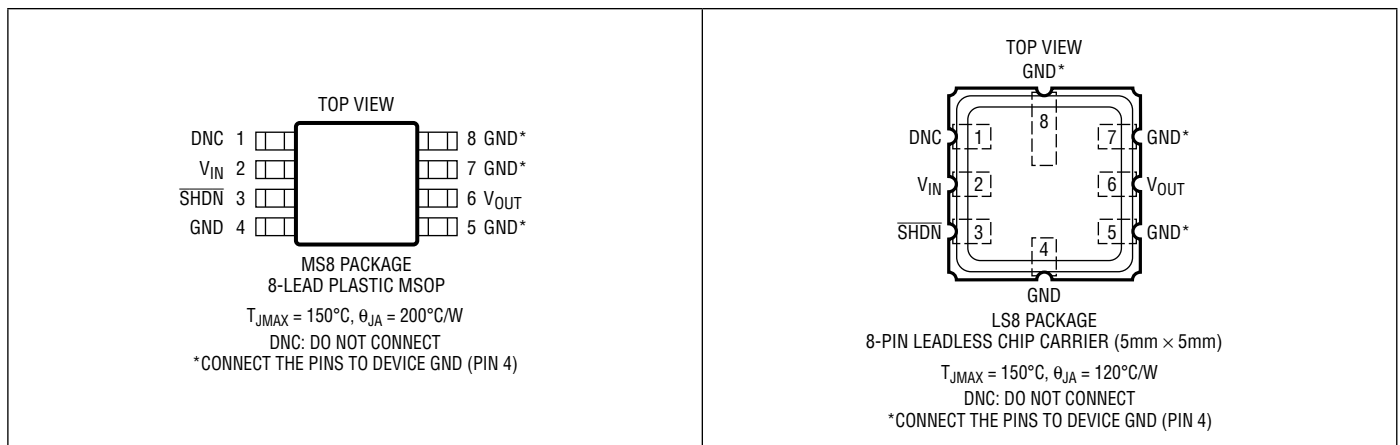 TOP VIEW
DNC 1
V_IN 2
S̅H̅D̅N̅ 3
GND 4
8 GND*
7 GND*
6 V_OUT
5 GND*
MS8 PACKAGE
8-LEAD PLASTIC MSOP
T_JMAX = 150°C, θ_JA = 200°C/W
DNC: DO NOT CONNECT
*CONNECT THE PINS TO DEVICE GND (PIN 4)
TOP VIEW
GND*
8
DNC 1
7 GND*
V_IN 2
6 V_OUT
S̅H̅D̅N̅ 3
5 GND*
4
GND
LS8 PACKAGE
8-PIN LEADLESS CHIP CARRIER (5mm × 5mm)
T_JMAX = 150°C, θ_JA = 120°C/W
DNC: DO NOT CONNECT
*CONNECT THE PINS TO DEVICE GND (PIN 4)